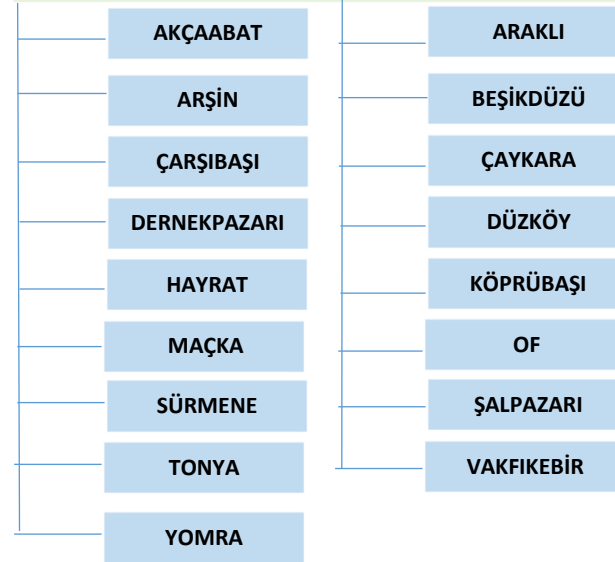 AKÇAABAT
ARAKLI
ARŞİN
BEŞİKDÜZÜ
ÇARŞIBAŞI
ÇAYKARA
DERNEKPAZARI
DÜZKÖY
HAYRAT
KÖPRÜBAŞI
MAÇKA
OF
SÜRMENE
ŞALPAZARI
TONYA
VAKFIKEBİR
YOMRA